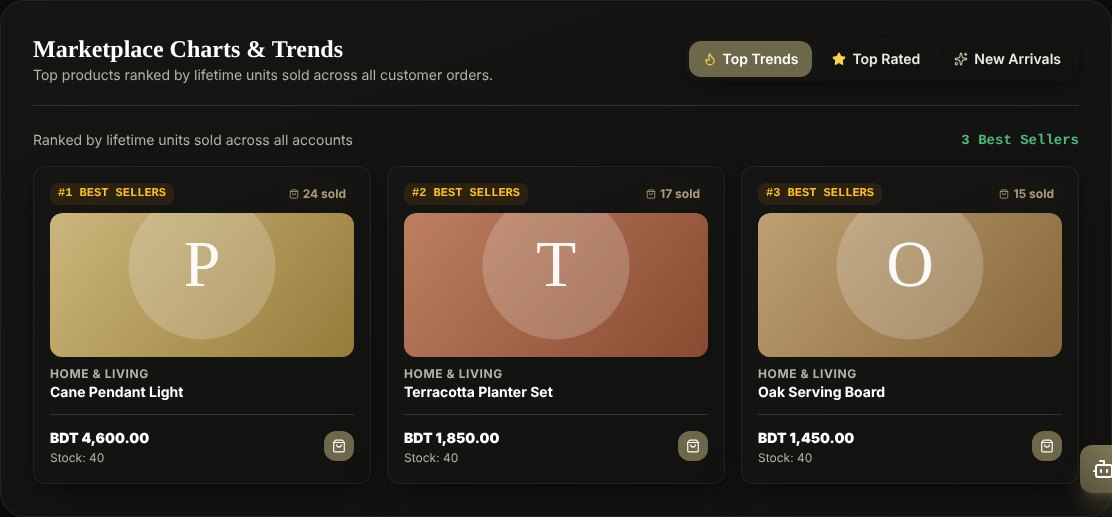 Marketplace Charts & Trends
Top products ranked by lifetime units sold across all customer orders.
Top Trends
Top Rated
New Arrivals
Ranked by lifetime units sold across all accounts
3 Best Sellers
#1 BEST SELLERS
24 sold
P
HOME & LIVING
Cane Pendant Light
BDT 4,600.00
Stock: 40
#2 BEST SELLERS
17 sold
T
HOME & LIVING
Terracotta Planter Set
BDT 1,850.00
Stock: 40
#3 BEST SELLERS
15 sold
O
HOME & LIVING
Oak Serving Board
BDT 1,450.00
Stock: 40